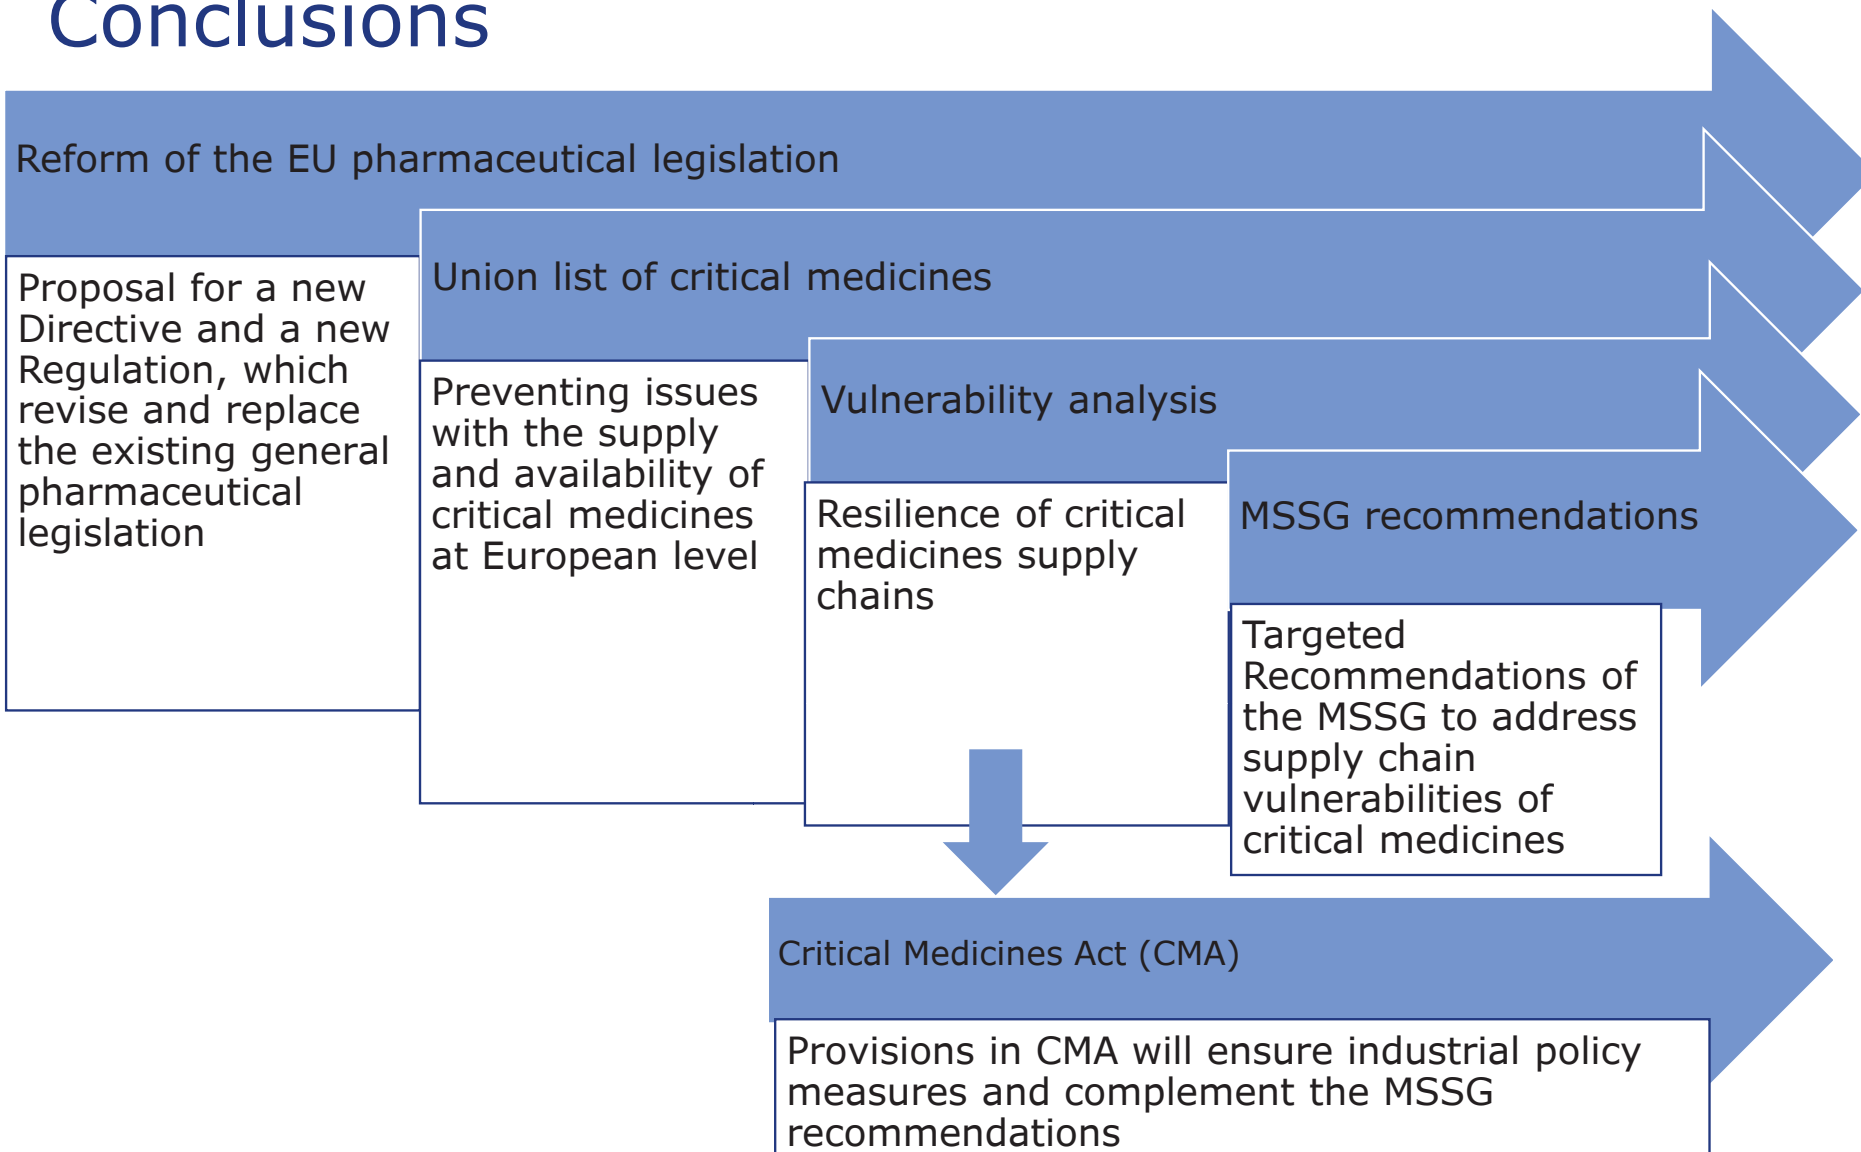 Conclusions
Reform of the EU pharmaceutical legislation
Proposal for a new
Directive and a new
Regulation, which
revise and replace
the existing general
pharmaceutical
legislation
Union list of critical medicines
Preventing issues
with the supply
and availability of
critical medicines
at European level
Vulnerability analysis
Resilience of critical
medicines supply
chains
MSSG recommendations
Targeted
Recommendations of
the MSSG to address
supply chain
vulnerabilities of
critical medicines
Critical Medicines Act (CMA)
Provisions in CMA will ensure industrial policy
measures and complement the MSSG
recommendations